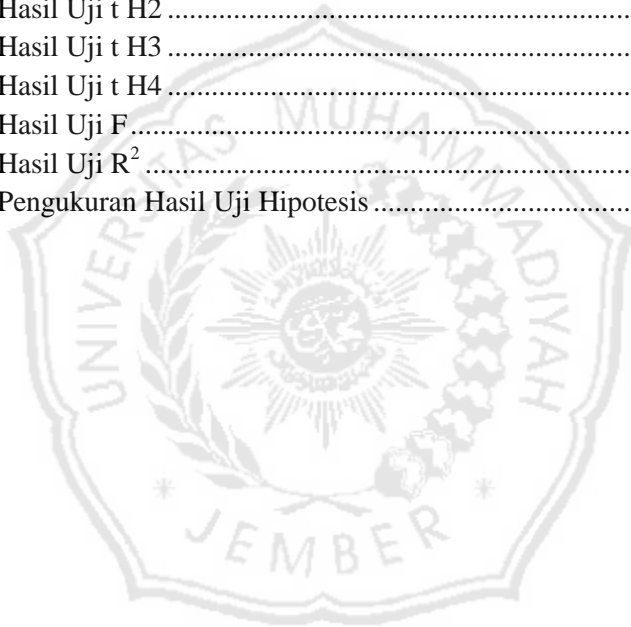 Hasil Uji t H2 ..........................................................................
Hasil Uji t H3 ..........................................................................
Hasil Uji t H4 ..........................................................................
Hasil Uji F................................................................................
Hasil Uji R² .............................................................................
Pengukuran Hasil Uji Hipotesis .........................................
UNIVERSITAS MUHAMMADIYAH
JEMBER